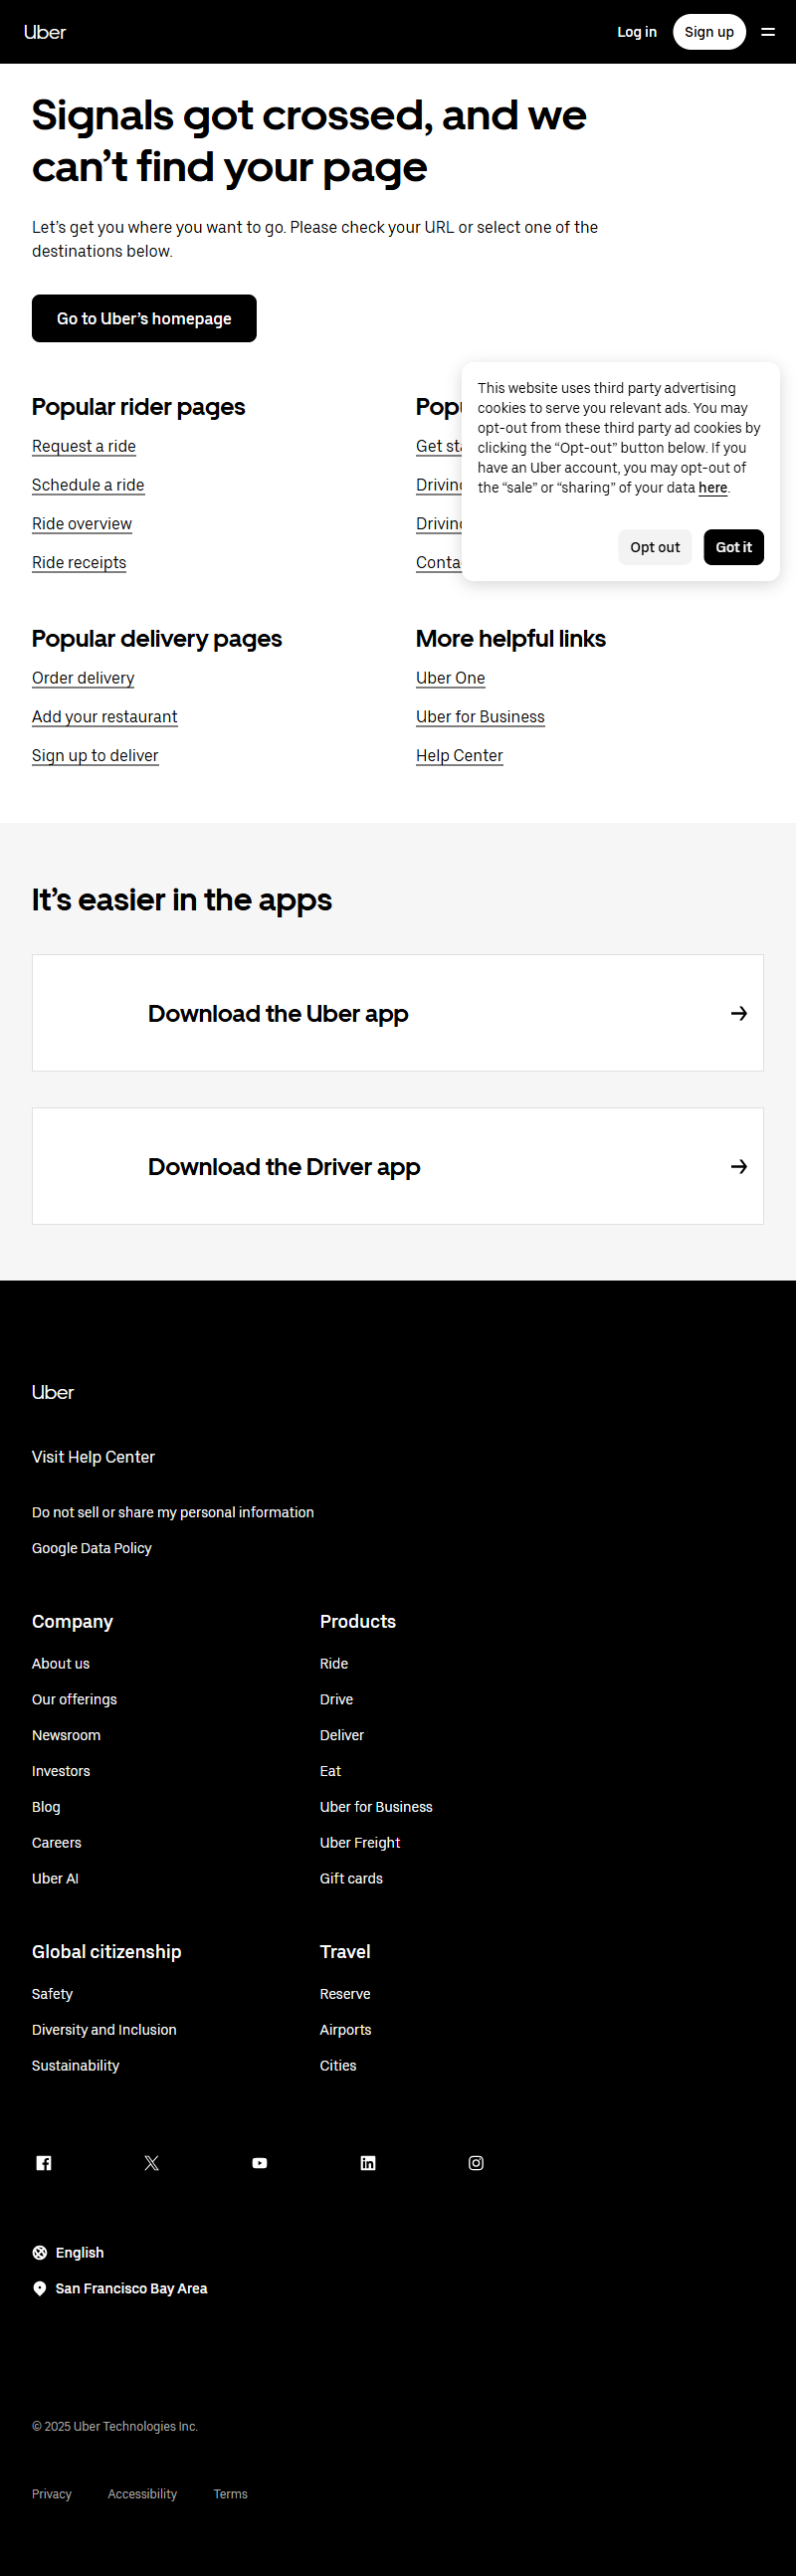 Uber
Log in
Sign up
Signals got crossed, and we
can’t find your page
Let’s get you where you want to go. Please check your URL or select one of the
destinations below.
Go to Uber’s homepage
Popular rider pages
Request a ride
Schedule a ride
Ride overview
Ride receipts
This website uses third party advertising
cookies to serve you relevant ads. You may
opt-out from these third party ad cookies by
clicking the “Opt-out” button below. If you
have an Uber account, you may opt-out of
the “sale” or “sharing” of your data here.
Opt out
Got it
Get
Popular delivery pages
Order delivery
Add your restaurant
Sign up to deliver
More helpful links
Uber One
Uber for Business
Help Center
It’s easier in the apps
Download the Uber app
Download the Driver app
Uber
Visit Help Center
Do not sell or share my personal information
Google Data Policy
Company
About us
Our offerings
Newsroom
Investors
Blog
Careers
Uber AI
Products
Ride
Drive
Deliver
Eat
Uber for Business
Uber Freight
Gift cards
Global citizenship
Safety
Diversity and Inclusion
Sustainability
Travel
Reserve
Airports
Cities
English
San Francisco Bay Area
© 2025 Uber Technologies Inc.
Privacy
Accessibility
Terms